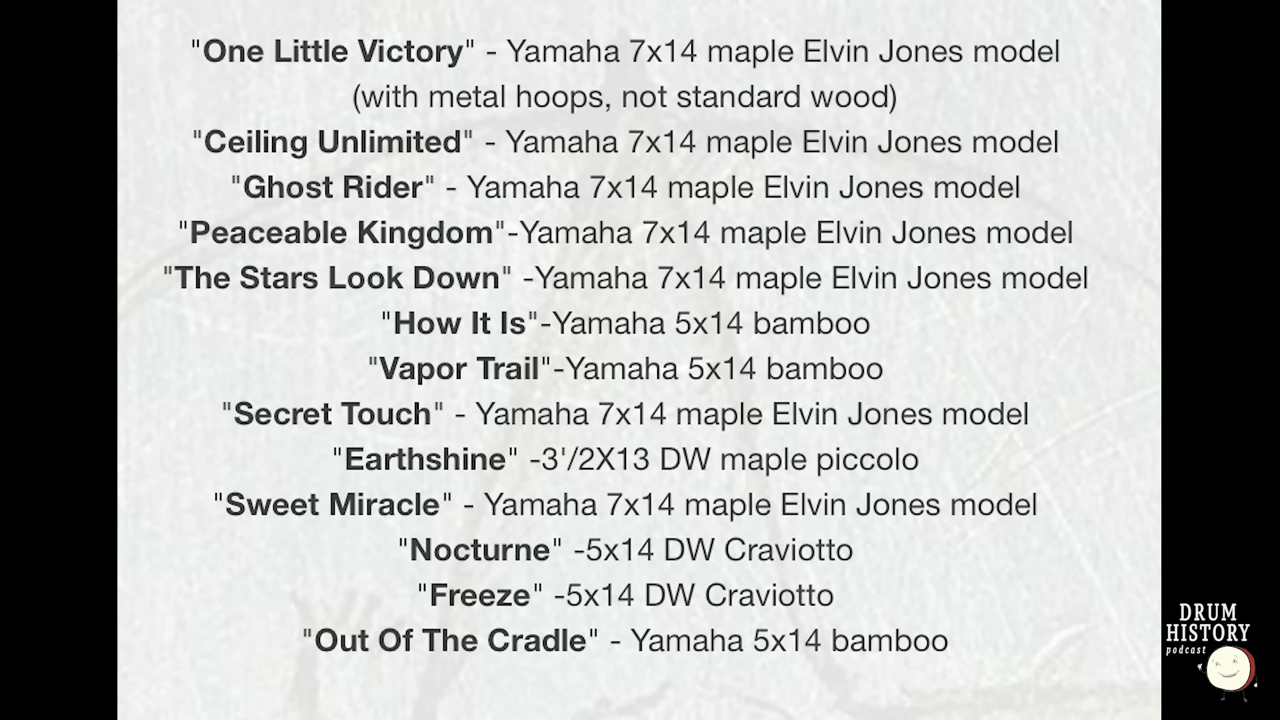 "One Little Victory" - Yamaha 7x14 maple Elvin Jones model
(with metal hoops, not standard wood)
"Ceiling Unlimited" - Yamaha 7x14 maple Elvin Jones model
"Ghost Rider" - Yamaha 7x14 maple Elvin Jones model
"Peaceable Kingdom"-Yamaha 7x14 maple Elvin Jones model
"The Stars Look Down" -Yamaha 7x14 maple Elvin Jones model
"How It Is"-Yamaha 5x14 bamboo
"Vapor Trail"-Yamaha 5x14 bamboo
"Secret Touch" - Yamaha 7x14 maple Elvin Jones model
"Earthshine" -3'/2X13 DW maple piccolo
"Sweet Miracle" - Yamaha 7x14 maple Elvin Jones model
"Nocturne" -5x14 DW Craviotto
"Freeze" -5x14 DW Craviotto
"Out Of The Cradle" - Yamaha 5x14 bamboo
DRUM
HISTORY
podcast